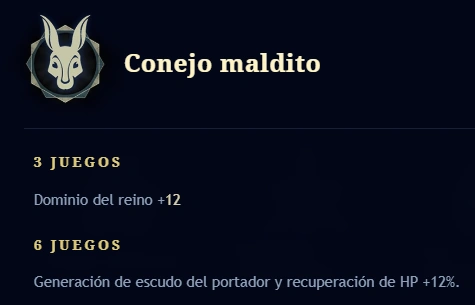 Conejo maldito
3 JUEGOS
Dominio del reino +12
6 JUEGOS
Generación de escudo del portador y recuperación de HP +12%.